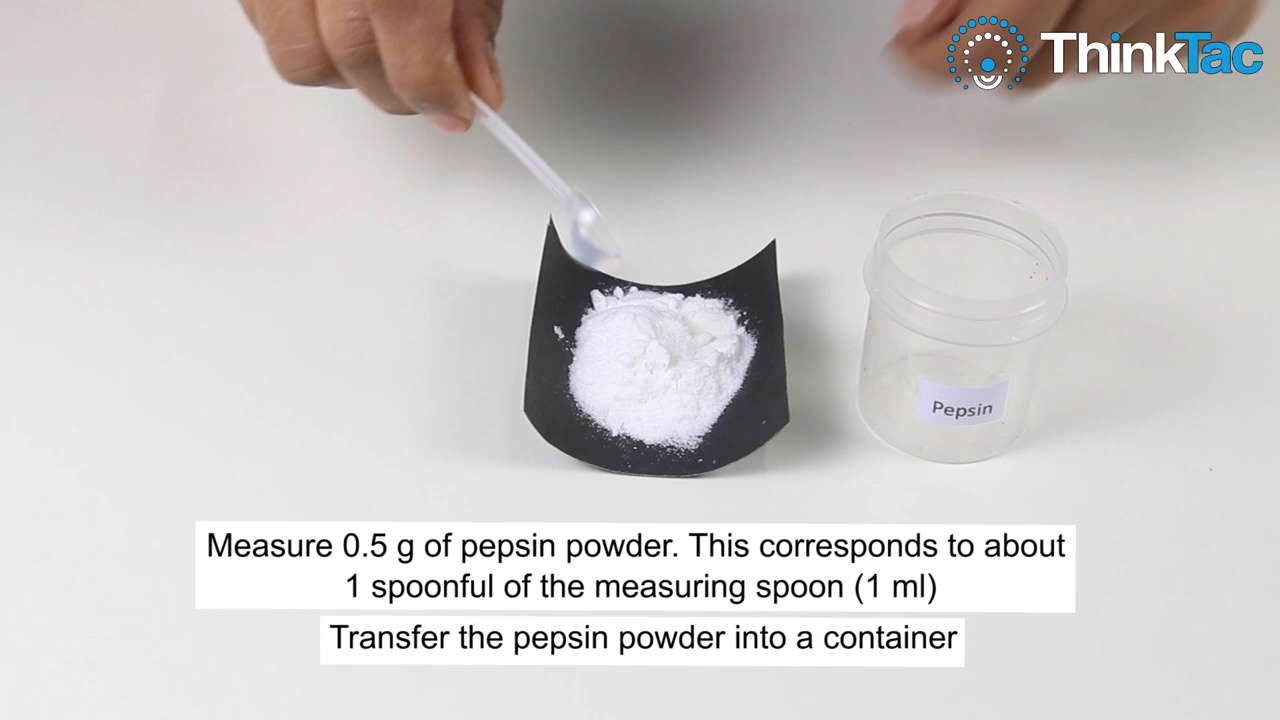 ThinkTac
Pepsin
Measure 0.5 g of pepsin powder. This corresponds to about
1 spoonful of the measuring spoon (1 ml)
Transfer the pepsin powder into a container